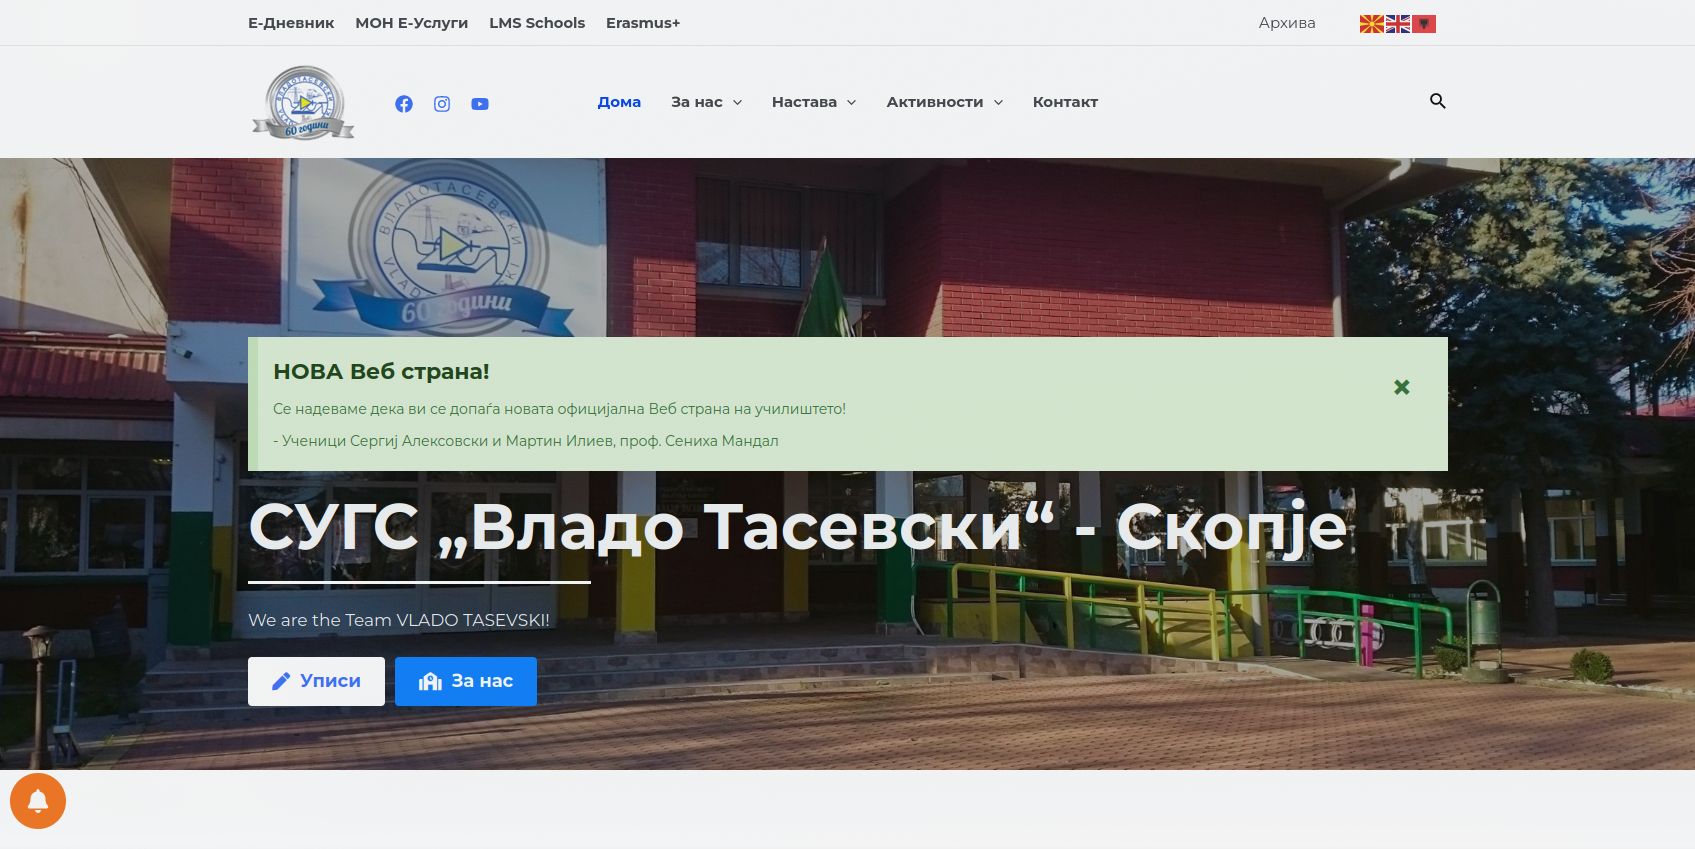 Е-Дневник МОН Е-Услуги LMS Schools Erasmus+ Архива
ВЛАДО ТАСЕВСКИ
60 години
Дома За нас Настава Активности Контакт
ВЛАДО ТАСЕВСКИ
60 години
НОВА Веб страна!
Се надеваме дека ви се допаѓа новата официјална Веб страна на училиштето!
- Ученици Сергиј Алексовски и Мартин Илиев, проф. Сениха Мандал
СУГС „Владо Тасевски“ - Скопје
We are the Team VLADO TASEVSKI!
Уписи За нас